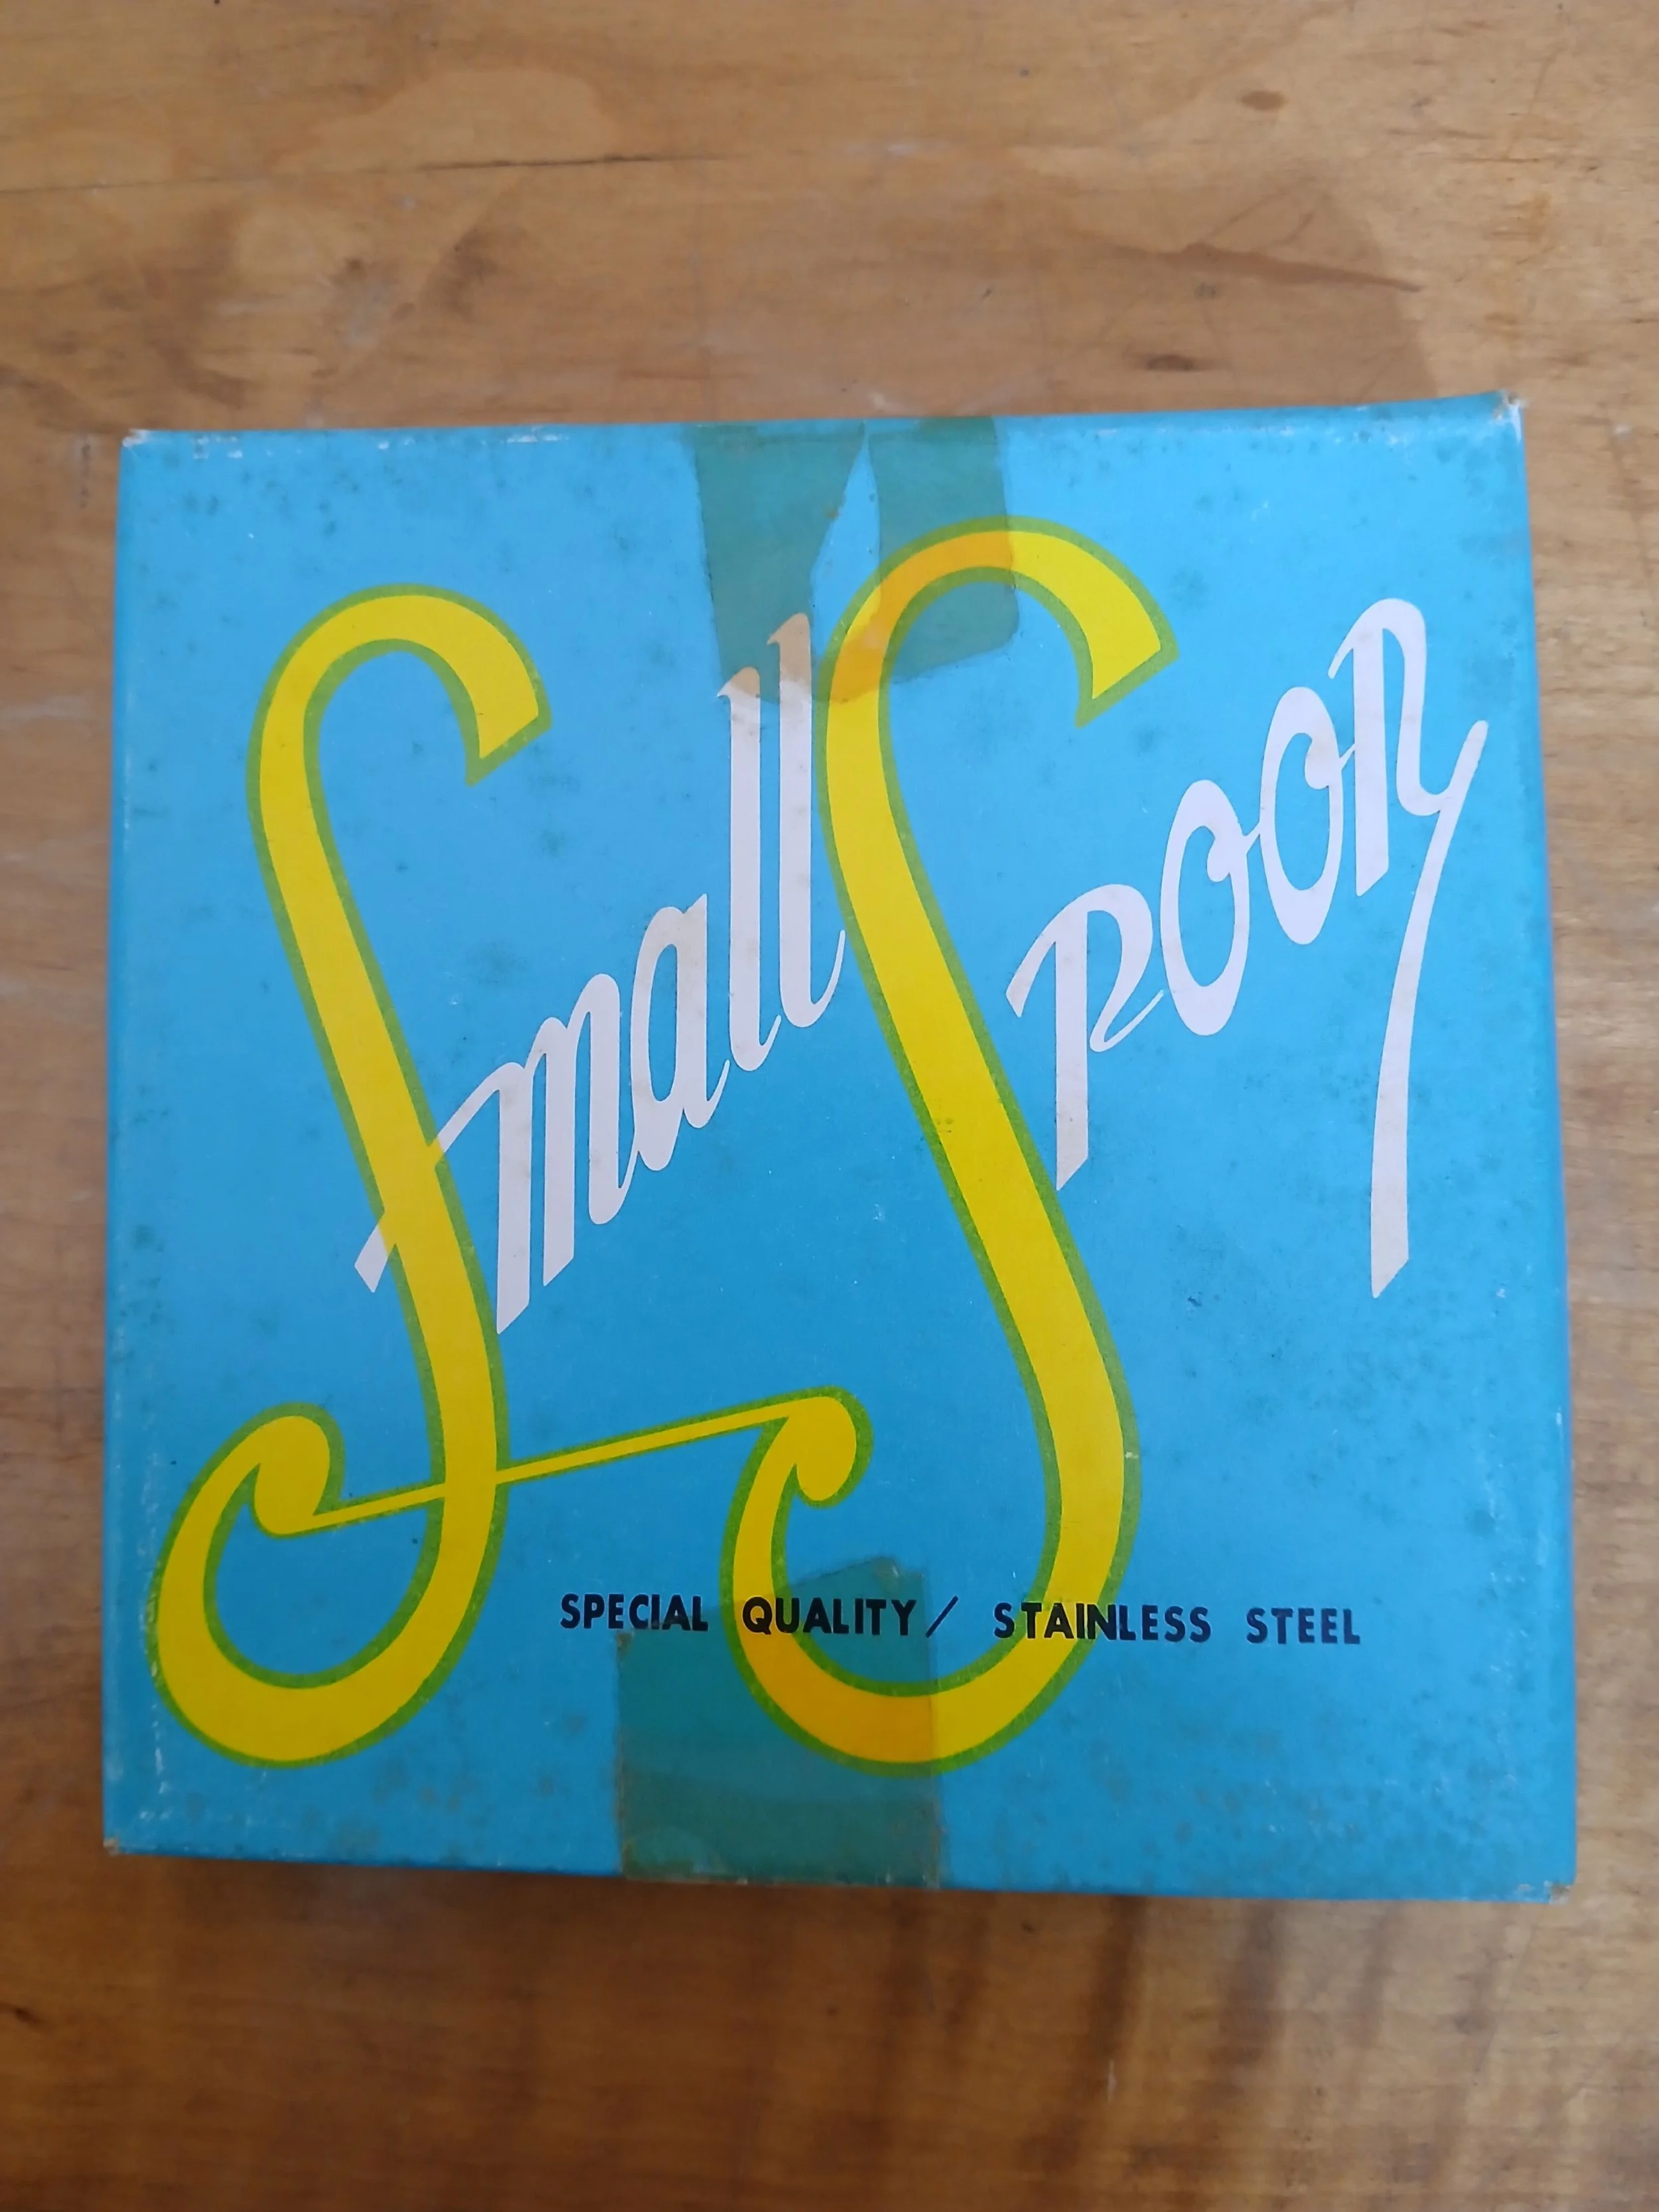 Small Spoon
SPECIAL QUALITY/ STAINLESS STEEL